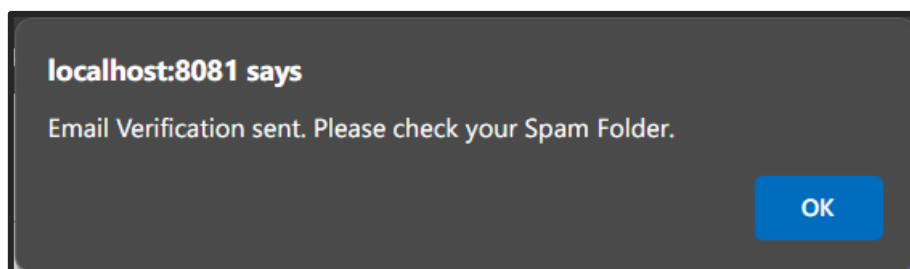 localhost:8081 says
Email Verification sent. Please check your Spam Folder.
OK